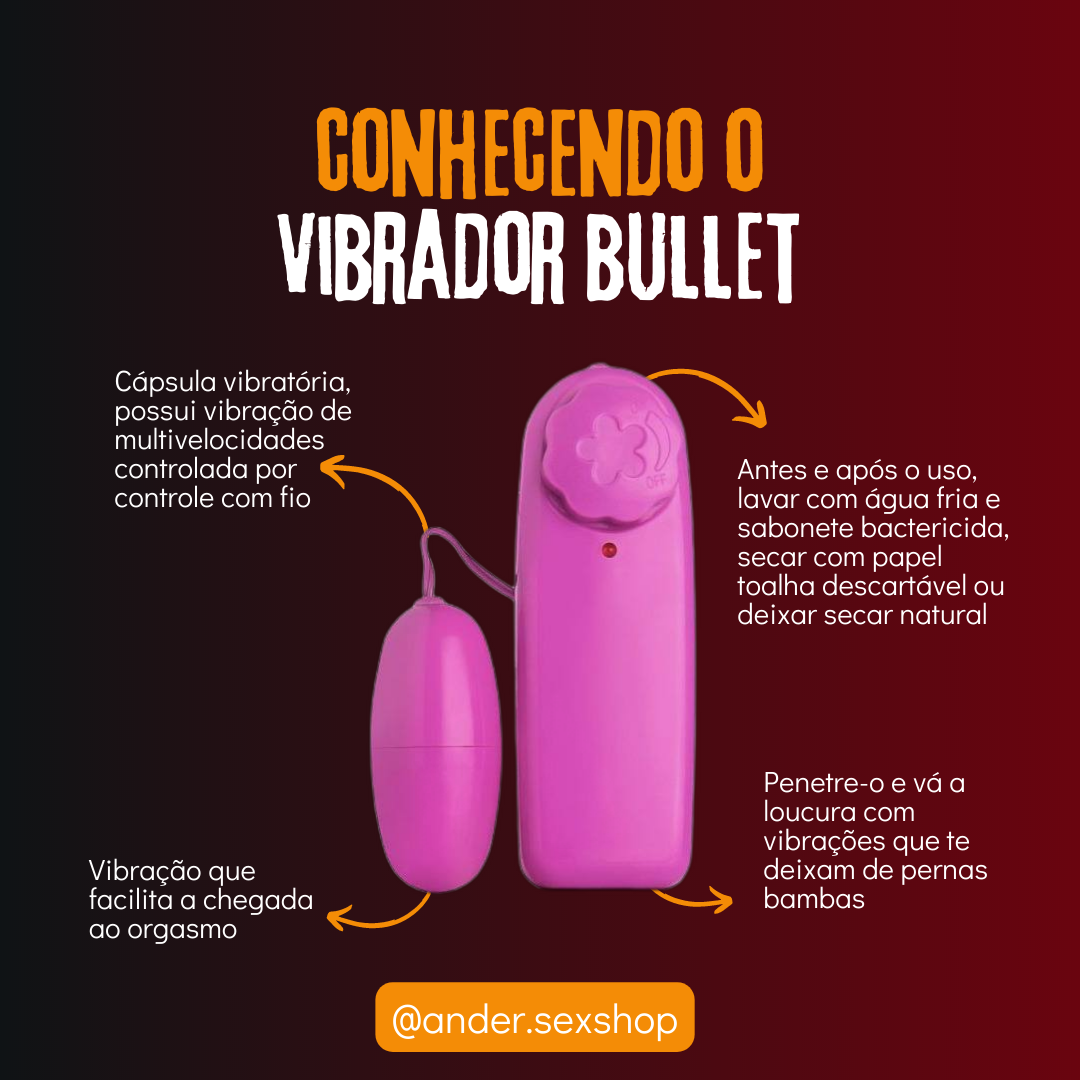 CONHECENDO O
VIBRADOR BULLET
Cápsula vibratória,
possui vibração de
multivelocidades
controlada por
controle com fio
OFF
Antes e após o uso,
lavar com água fria e
sabonete bactericida,
secar com papel
toalha descartável ou
deixar secar natural
Penetre-o e vá a
loucura com
vibrações que te
deixam de pernas
bambas
Vibração que
facilita a chegada
ao orgasmo
@ander.sexshop